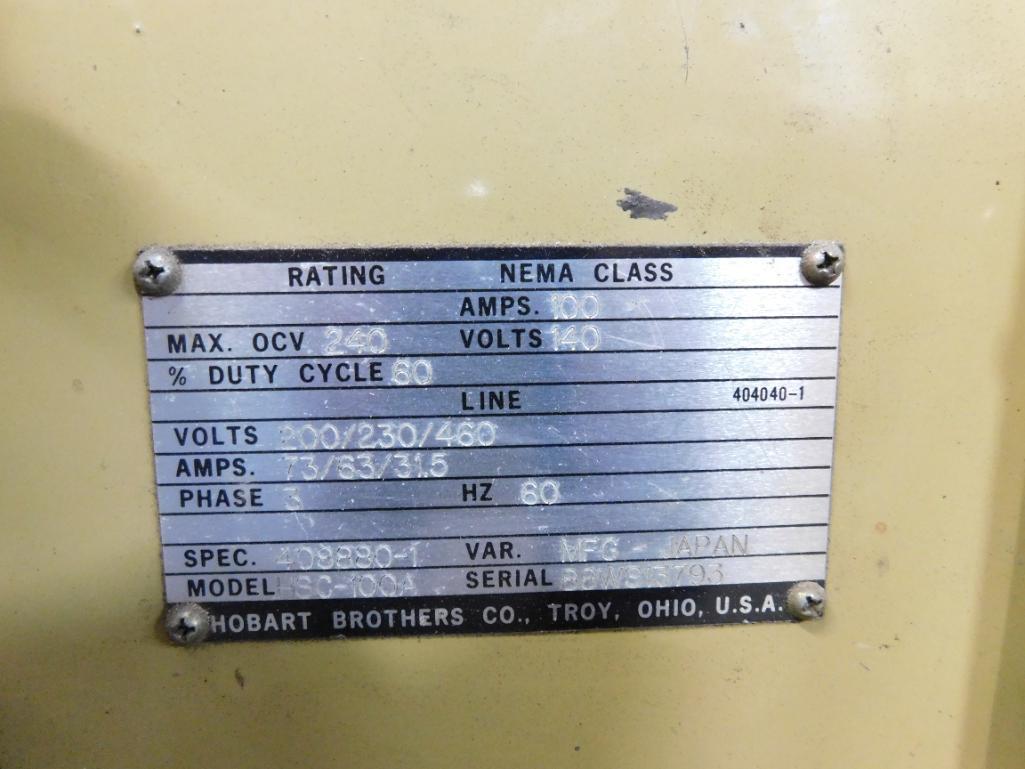 RATING NEMA CLASS
AMPS. 100
MAX. OCV 240 VOLTS 140
% DUTY CYCLE 60
LINE 404040-1
VOLTS 200/230/460
AMPS. 73/63/31.5
PHASE 3 HZ 60
SPEC. 408880-1 VAR. MFG - JAPAN
MODEL HSC-100A SERIAL
HOBART BROTHERS CO., TROY, OHIO, U.S.A.